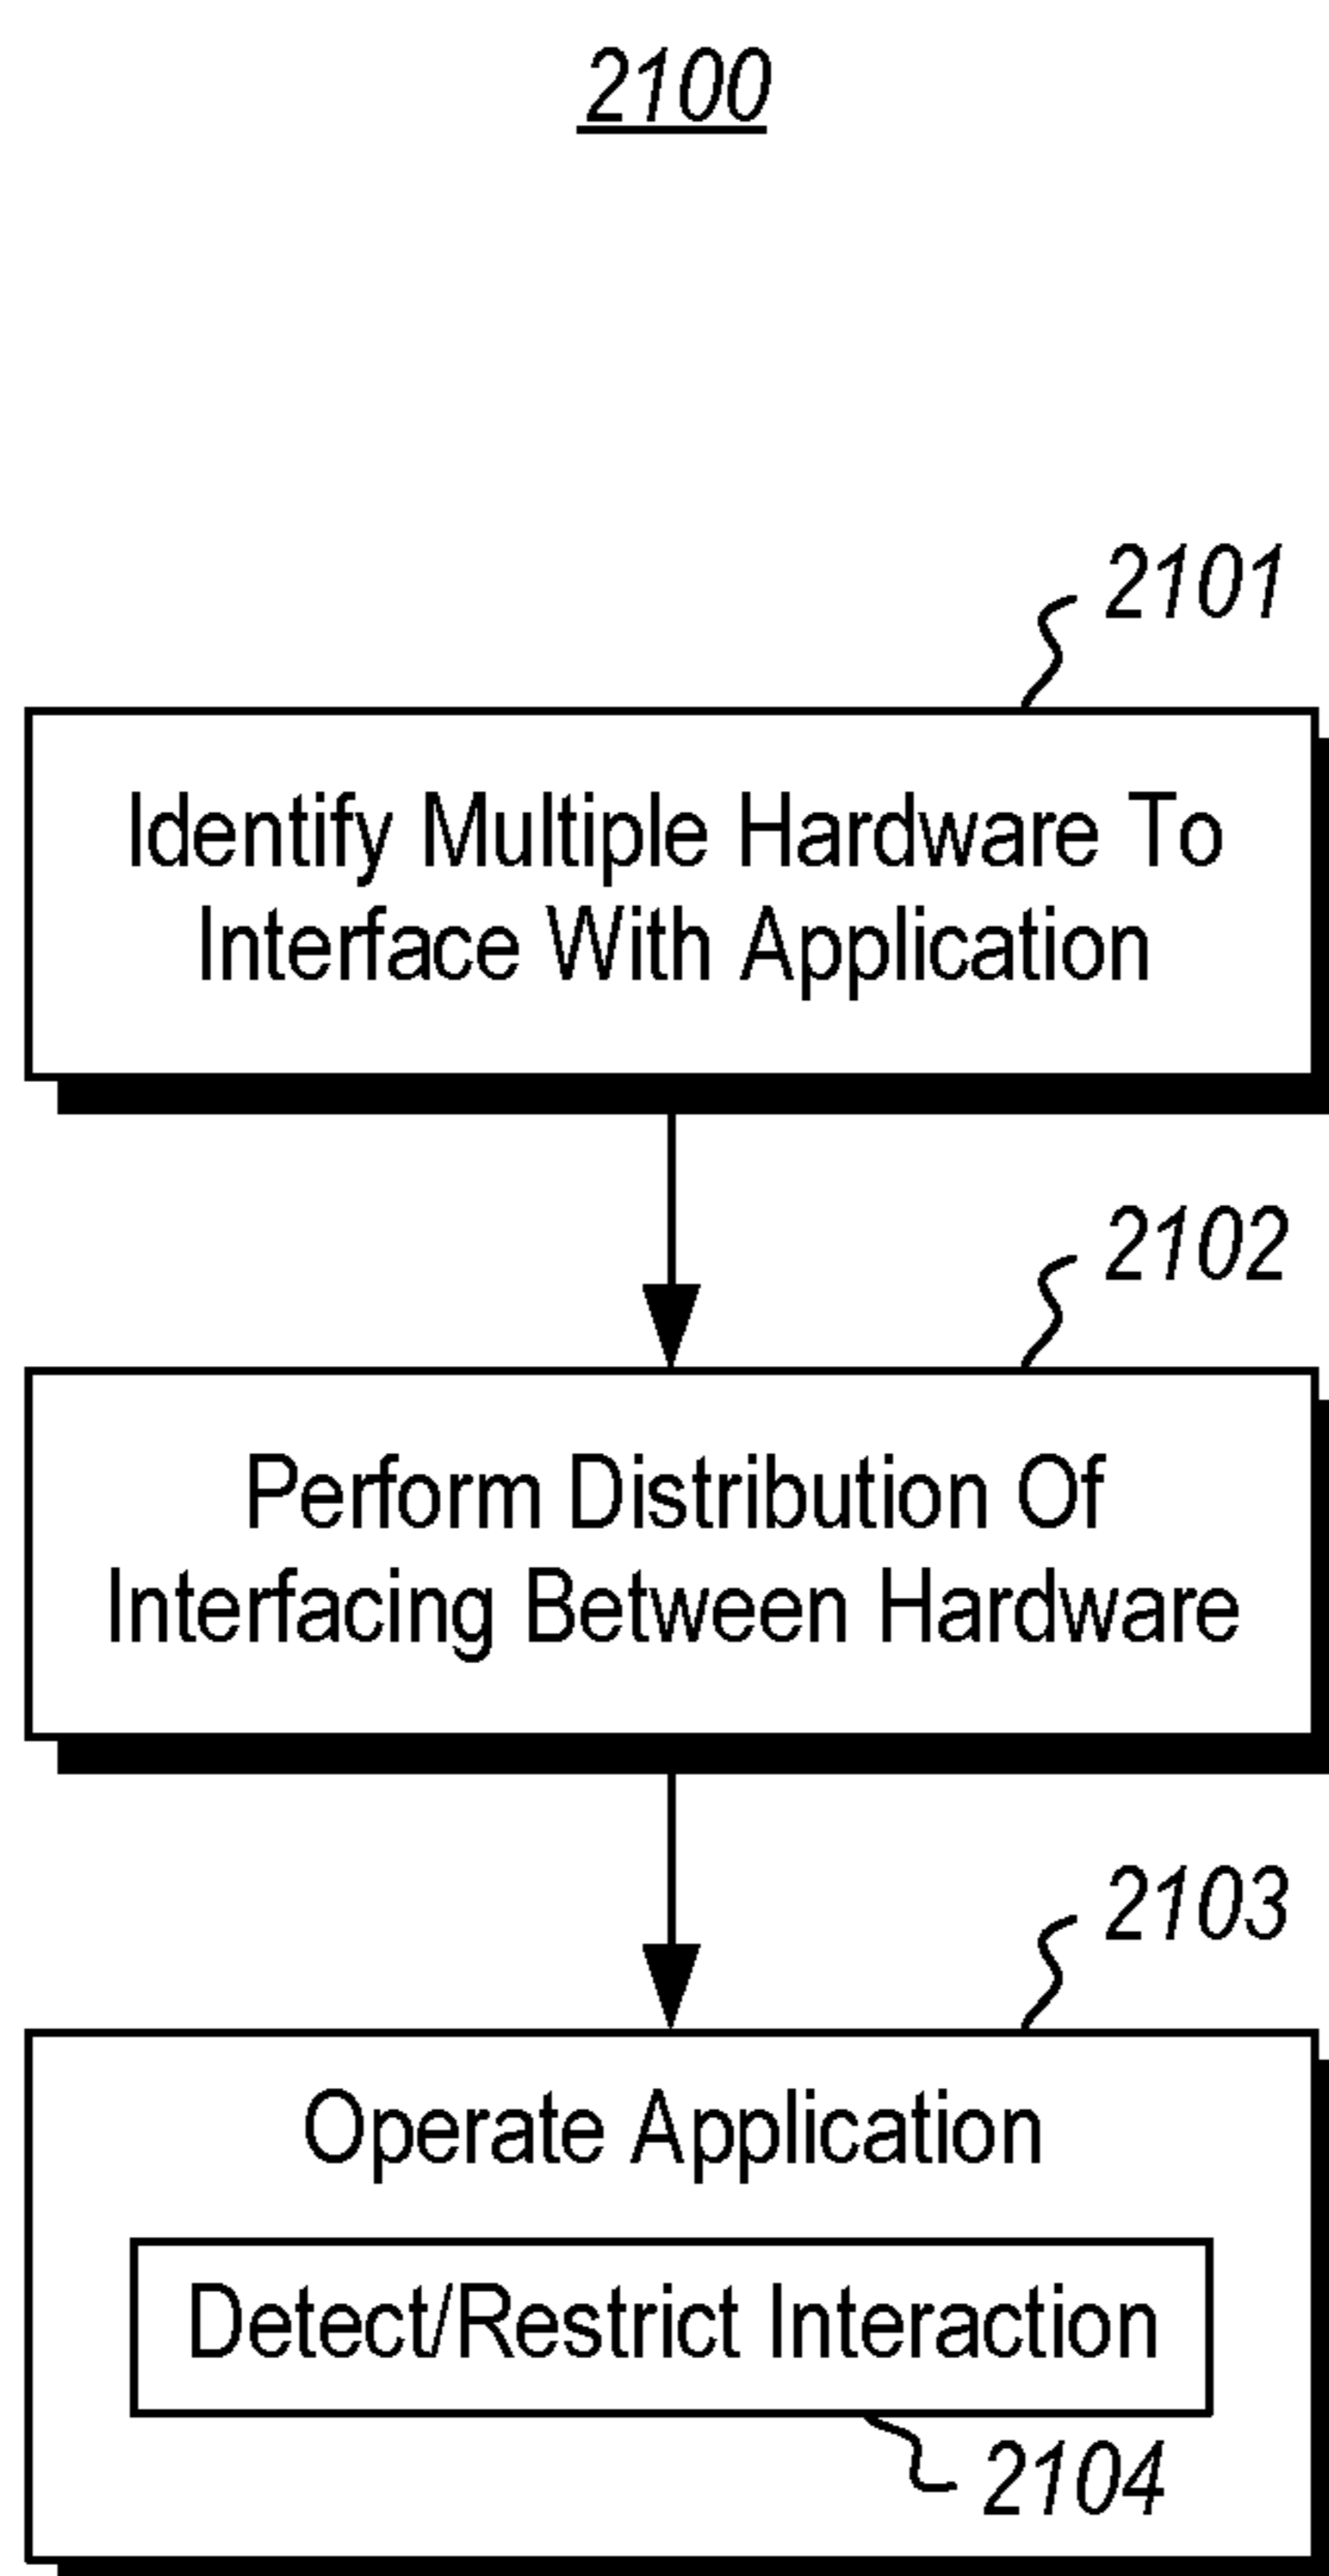 2100
2101
Identify Multiple Hardware To
Interface With Application
2102
Perform Distribution Of
Interfacing Between Hardware
2103
Operate Application
Detect/Restrict Interaction
2104